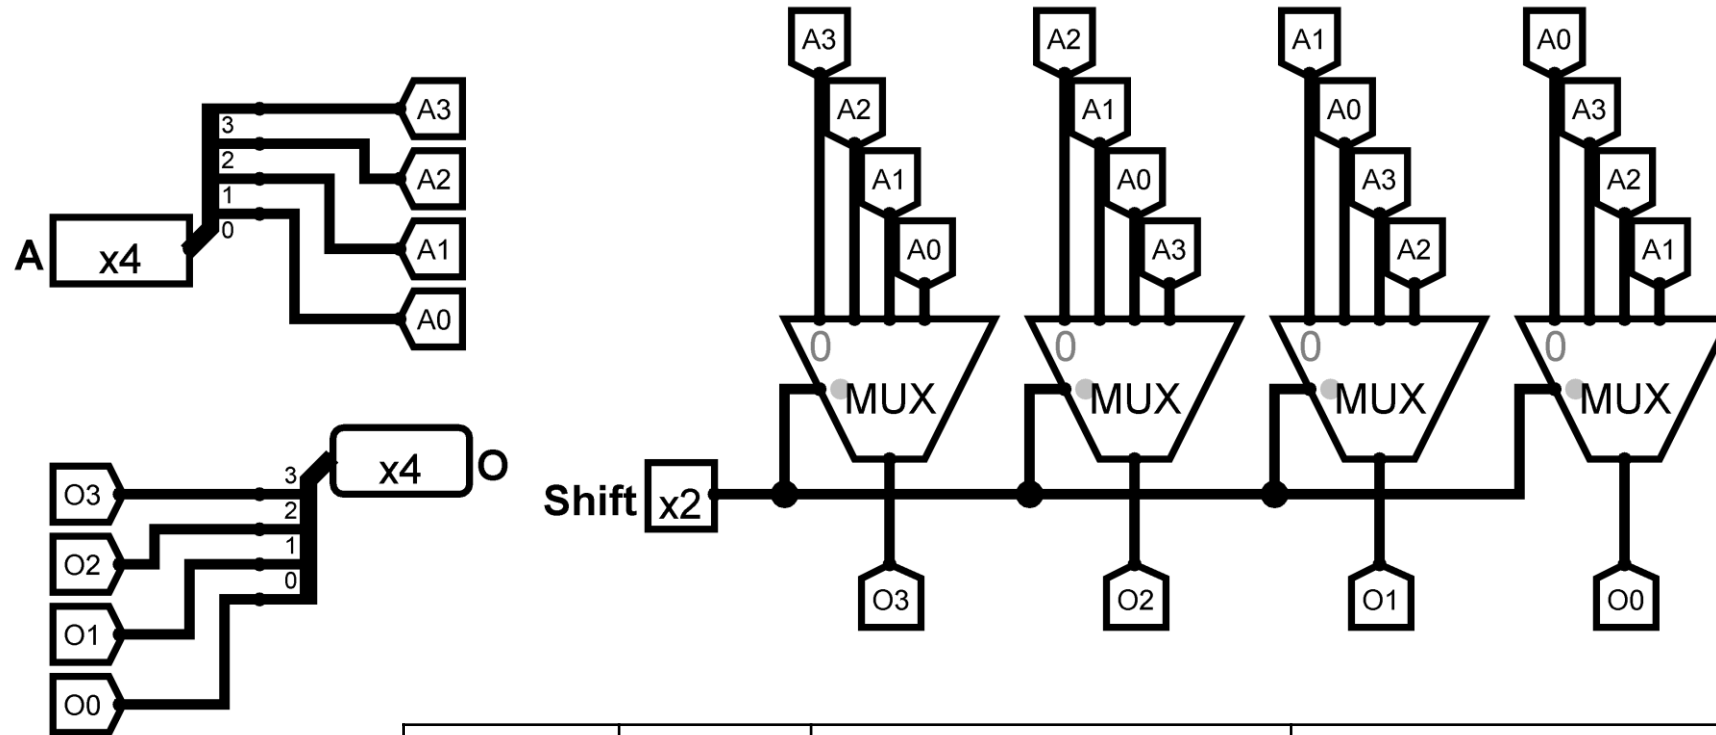 A3 A2 A1 A0
A3 A2 A1 A0 A3
3
A2 A1 A0 A3 A2
2
1
A1 A0 A3 A2 A1
0
A x4
A0
0 0 0 0
MUX MUX MUX MUX
3 x4 O
O3 Shift x2
2
1
O2
0
O3 O2 O1 O0
O1
O0